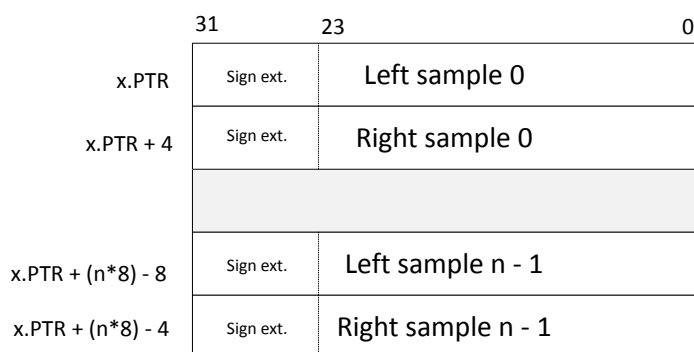 31 23 0
x.PTR Sign ext. Left sample 0
x.PTR + 4 Sign ext. Right sample 0
x.PTR + (n*8) - 8 Sign ext. Left sample n - 1
x.PTR + (n*8) - 4 Sign ext. Right sample n - 1